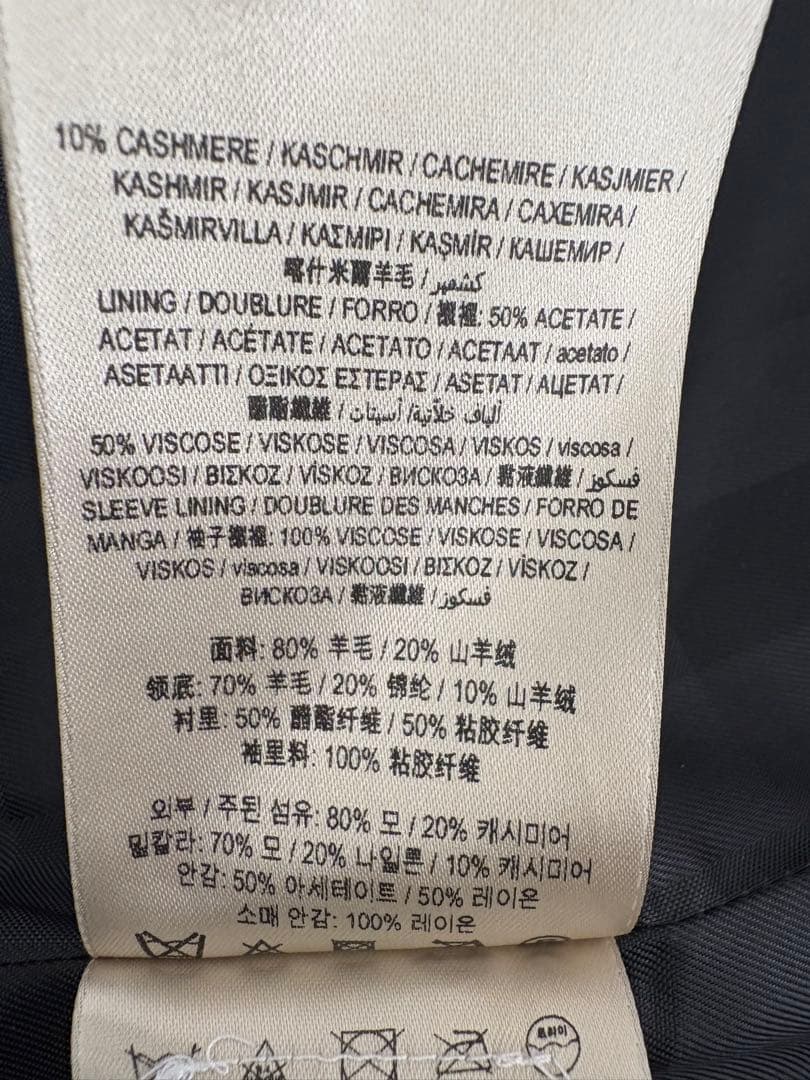 10% CASHMERE / KASCHMIR / CACHEMIRE / KASJMIER /
KASHMIR / KASJMIR / CACHEMIRA / CAXEMIRA /
KAŠMIRVILLA / ΚΑΣΜΙΡΙ / KAŞMİR / КАШЕМИР /
喀什米爾羊毛 / كشمير
LINING / DOUBLURE / FORRO / 襯裡: 50% ACETATE /
ACETAT / ACÉTATE / ACETATO / ACETAAT / acetato /
ASETAATTI / ΟΞΙΚΟΣ ΕΣΤΕΡΑΣ / ASETAT / АЦЕТАТ /
醋酯纖維 / ألياف خلاّتية/ أسيتات
50% VISCOSE / VISKOSE / VISCOSA / VISKOS / viscosa /
VISKOOSI / ΒΙΣΚΟΖ / VİSKOZ / ВИСКОЗА / 黏液纖維 / فسكوز
SLEEVE LINING / DOUBLURE DES MANCHES / FORRO DE
MANGA / 袖子襯裡: 100% VISCOSE / VISKOSE / VISCOSA /
VISKOS / viscosa / VISKOOSI / ΒΙΣΚΟΖ / VİSKOZ /
ВИСКОЗА / 黏液纖維 / فسكوز
面料: 80% 羊毛 / 20% 山羊绒
领底: 70% 羊毛 / 20% 锦纶 / 10% 山羊绒
衬里: 50% 醋酯纤维 / 50% 粘胶纤维
袖里料: 100% 粘胶纤维
외부 / 주된 섬유: 80% 모 / 20% 캐시미어
밑칼라: 70% 모 / 20% 나일론 / 10% 캐시미어
안감: 50% 아세테이트 / 50% 레이온
소매 안감: 100% 레이온
드라이